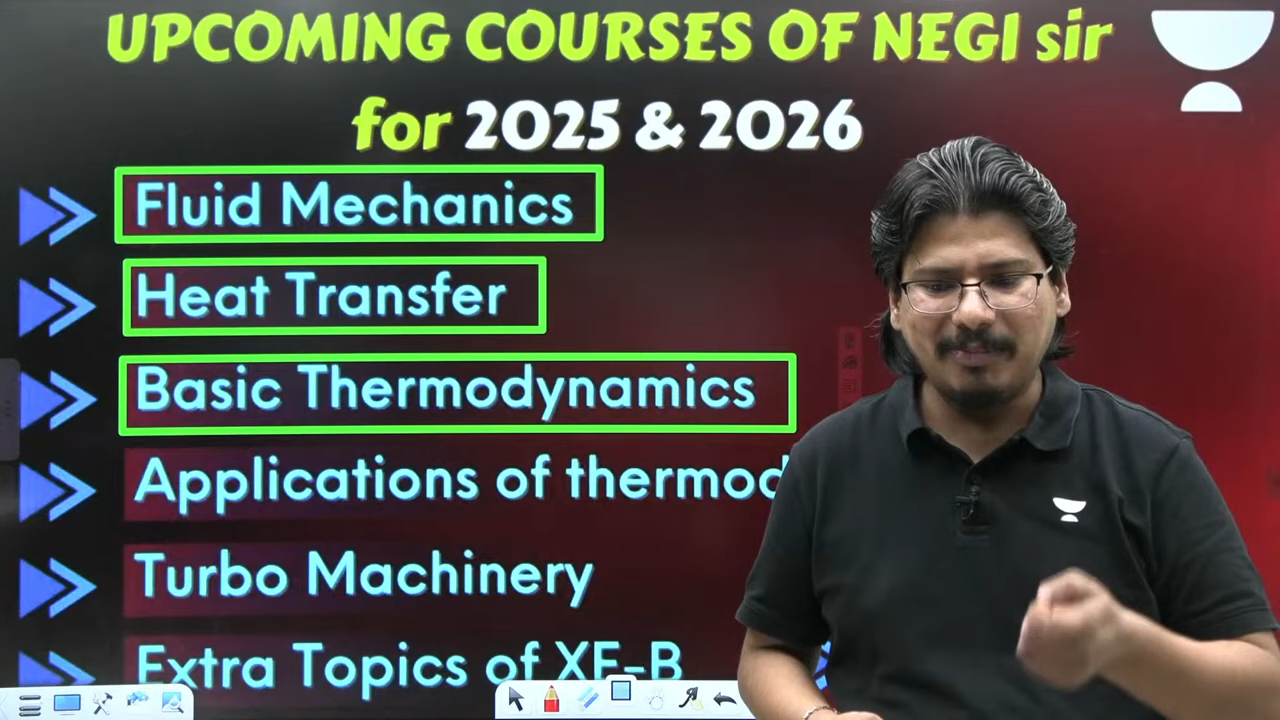 UPCOMING COURSES OF NEGI sir
for 2025 & 2026
Fluid Mechanics
Heat Transfer
Basic Thermodynamics
Applications of thermod
Turbo Machinery
Extra Topics of XE-B